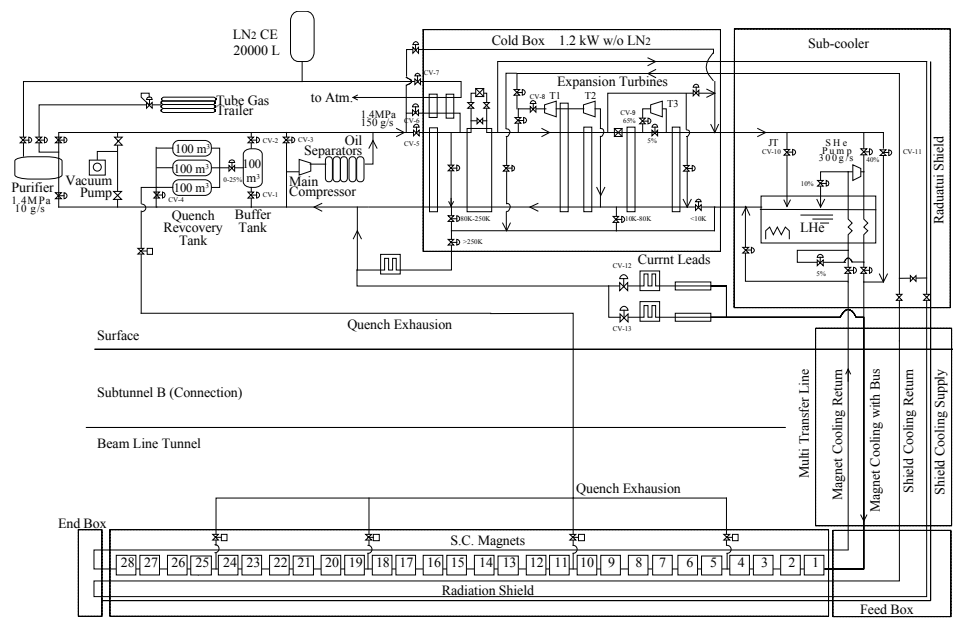 LN2 CE
20000 L
Cold Box 1.2 kW w/o LN2
Sub-cooler
CV-7
to Atm.
Expansion Turbines
CV-8
T1
T2
CV-9
65%
T3
5%
Tube Gas
Trailer
1.4MPa
150 g/s
CV-6
CV-5
Oil
Separators
CV-2
CV-3
Main
Compressor
100 m3
100 m3
100 m3
0-25%
100
m3
CV-1
CV-4
Purifier
1.4MPa
10 g/s
Vacuum
Pump
Quench
Revcovery
Tank
Buffer
Tank
80K-250K
>250K
10K-80K
<10K
JT
CV-10
SHe
Pump
300g/s
40%
10%
CV-11
LHe
5%
Raduatui Shield
Currnt Leads
CV-12
CV-13
Quench Exhausion
Surface
Subtunnel B (Connection)
Beam Line Tunnel
Multi Transfer Line
Magnet Cooling Return
Magnet Cooling with Bus
Shield Cooling Return
Shield Cooling Supply
Quench Exhausion
End Box
S.C. Magnets
28 27 26 25 24 23 22 21 20 19 18 17 16 15 14 13 12 11 10 9 8 7 6 5 4 3 2 1
Radiation Shield
Feed Box